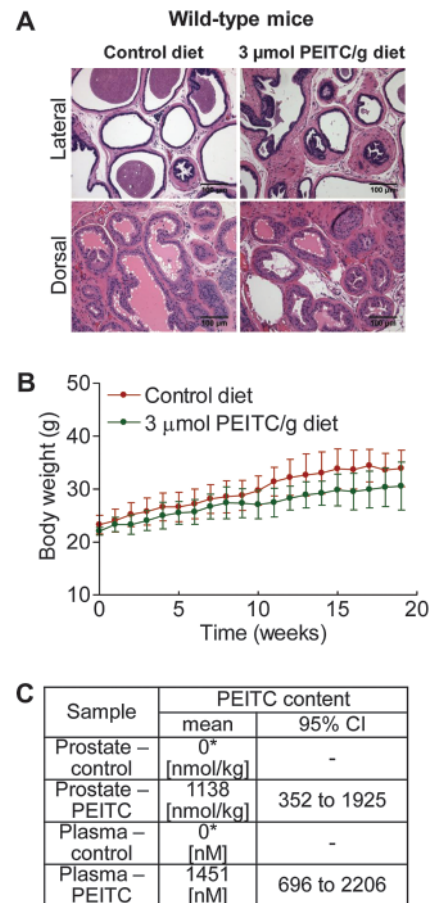 A
Wild-type mice
Control diet
3 µmol PEITC/g diet
Lateral
100 µm
100 µm
Dorsal
100 µm
100 µm
B
Body weight (g)
50
40
30
20
10
Control diet
3 µmol PEITC/g diet
0
5
10
15
20
Time (weeks)
C
Sample
PEITC content
mean
95% CI
Prostate –
control
0*
[nmol/kg]
-
Prostate –
PEITC
1138
[nmol/kg]
352 to 1925
Plasma –
control
0*
[nM]
-
Plasma –
PEITC
1451
[nM]
696 to 2206